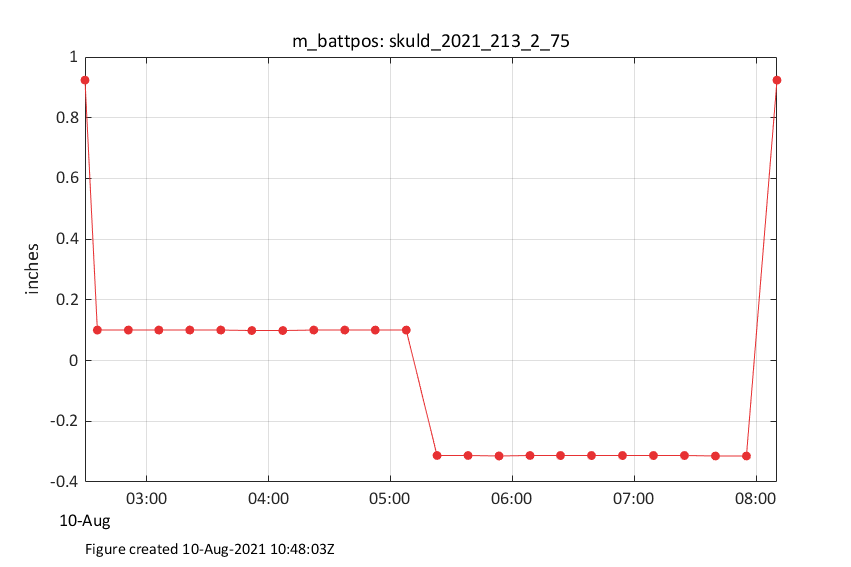 m_battpos: skuld_2021_213_2_75
1
0.8
0.6
0.4
0.2
0
-0.2
-0.4
inches
03:00 04:00 05:00 06:00 07:00 08:00
10-Aug
Figure created 10-Aug-2021 10:48:03Z